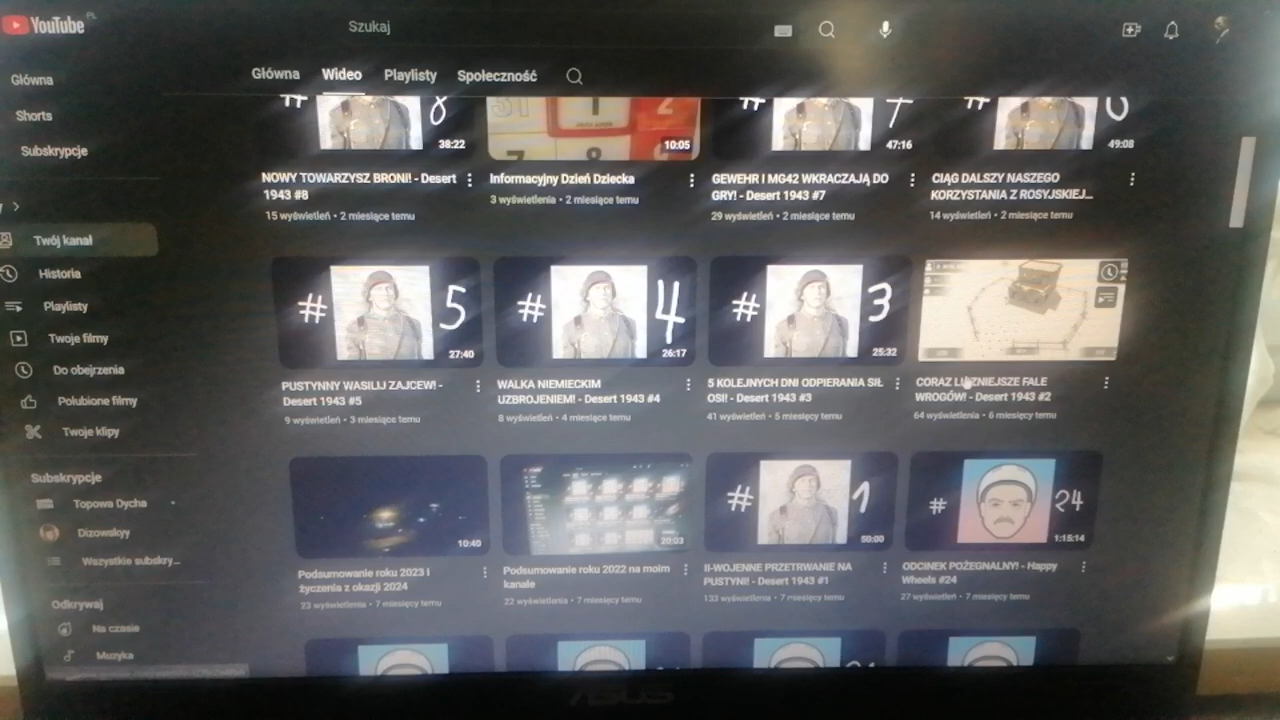 YouTube PL
Szukaj
Główna
Shorts
Subskrypcje
Twój kanał
Historia
Playlisty
Twoje filmy
Do obejrzenia
Polubione filmy
Twoje klipy
Subskrypcje
Topowa Dycha
Dizowskyy
Wszystkie subskry...
Odkrywaj
Na czasie
Muzyka
Główna Wideo Playlisty Społeczność
# 8
38:22
NOWY TOWARZYSZ BRONI! - Desert
1943 #8
15 wyświetleń • 2 miesiące temu
31 1 2
7 8
10:05
Informacyjny Dzień Dziecka
3 wyświetlenia • 2 miesiące temu
# 7
47:16
GEWEHR I MG42 WKRACZAJĄ DO
GRY! - Desert 1943 #7
29 wyświetleń • 2 miesiące temu
# 6
49:08
CIĄG DALSZY NASZEGO
KORZYSTANIA Z ROSYJSKIEJ...
14 wyświetleń • 2 miesiące temu
# 5
27:40
PUSTYNNY WASILIJ ZAJCEW! -
Desert 1943 #5
9 wyświetleń • 3 miesiące temu
# 4
26:17
WALKA NIEMIECKIM
UZBROJENIEM! - Desert 1943 #4
8 wyświetleń • 4 miesiące temu
# 3
25:32
5 KOLEJNYCH DNI ODPIERANIA SIŁ
OSI! - Desert 1943 #3
41 wyświetleń • 5 miesięcy temu
CORAZ LUŹNIEJSZE FALE
WROGÓW! - Desert 1943 #2
64 wyświetlenia • 6 miesięcy temu
10:40
Podsumowanie roku 2023 i
życzenia z okazji 2024
23 wyświetlenia • 7 miesięcy temu
20:03
Podsumowanie roku 2022 na moim
kanale
22 wyświetlenia • 7 miesięcy temu
# 1
50:00
II-WOJENNE PRZETRWANIE NA
PUSTYNI! - Desert 1943 #1
133 wyświetlenia • 7 miesięcy temu
# 24
1:15:14
ODCINEK POŻEGNALNY! - Happy
Wheels #24
27 wyświetleń • 7 miesięcy temu
ASUS